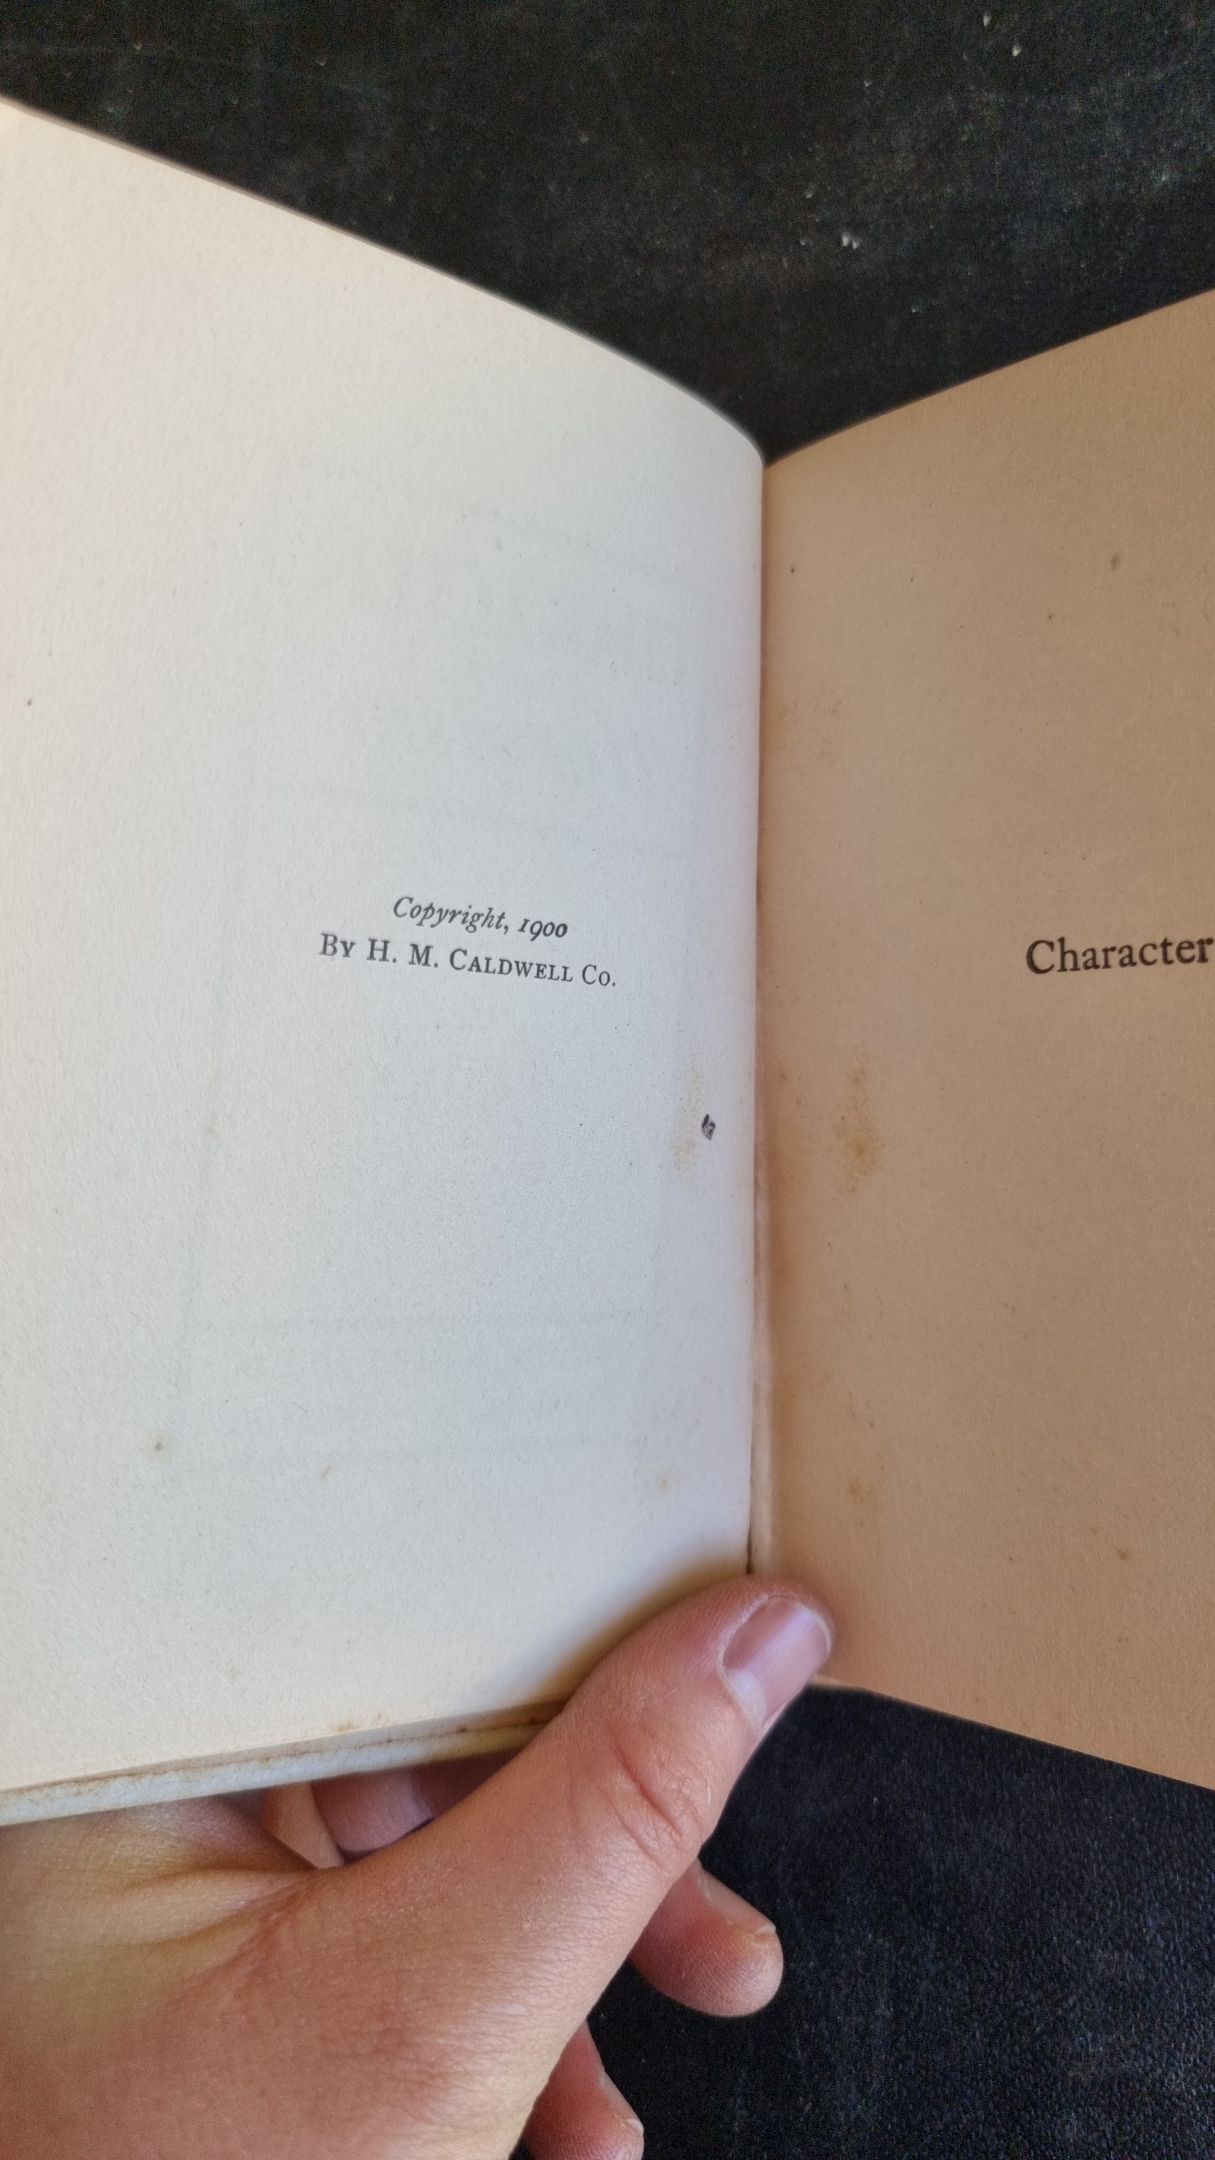 Copyright, 1900
By H. M. Caldwell Co.
Character